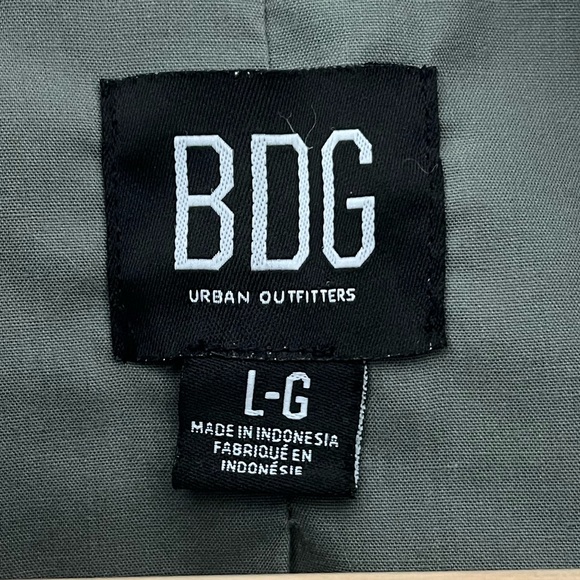 BDG
URBAN OUTFITTERS
L-G
MADE IN INDONESIA
FABRIQUÉ EN
INDONÉSIE